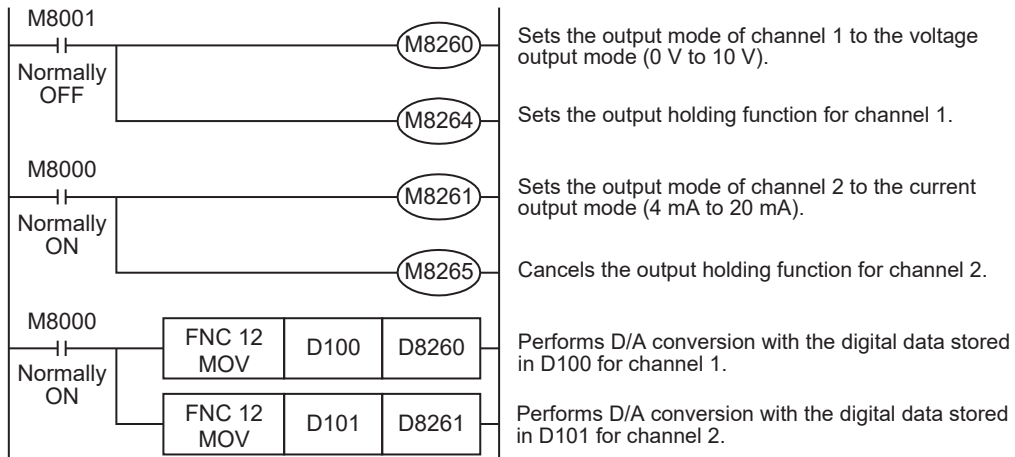 M8001
Normally
OFF
M8260
Sets the output mode of channel 1 to the voltage
output mode (0 V to 10 V).
M8264
Sets the output holding function for channel 1.
M8000
Normally
ON
M8261
Sets the output mode of channel 2 to the current
output mode (4 mA to 20 mA).
M8265
Cancels the output holding function for channel 2.
M8000
Normally
ON
FNC 12
MOV
D100
D8260
Performs D/A conversion with the digital data stored
in D100 for channel 1.
FNC 12
MOV
D101
D8261
Performs D/A conversion with the digital data stored
in D101 for channel 2.